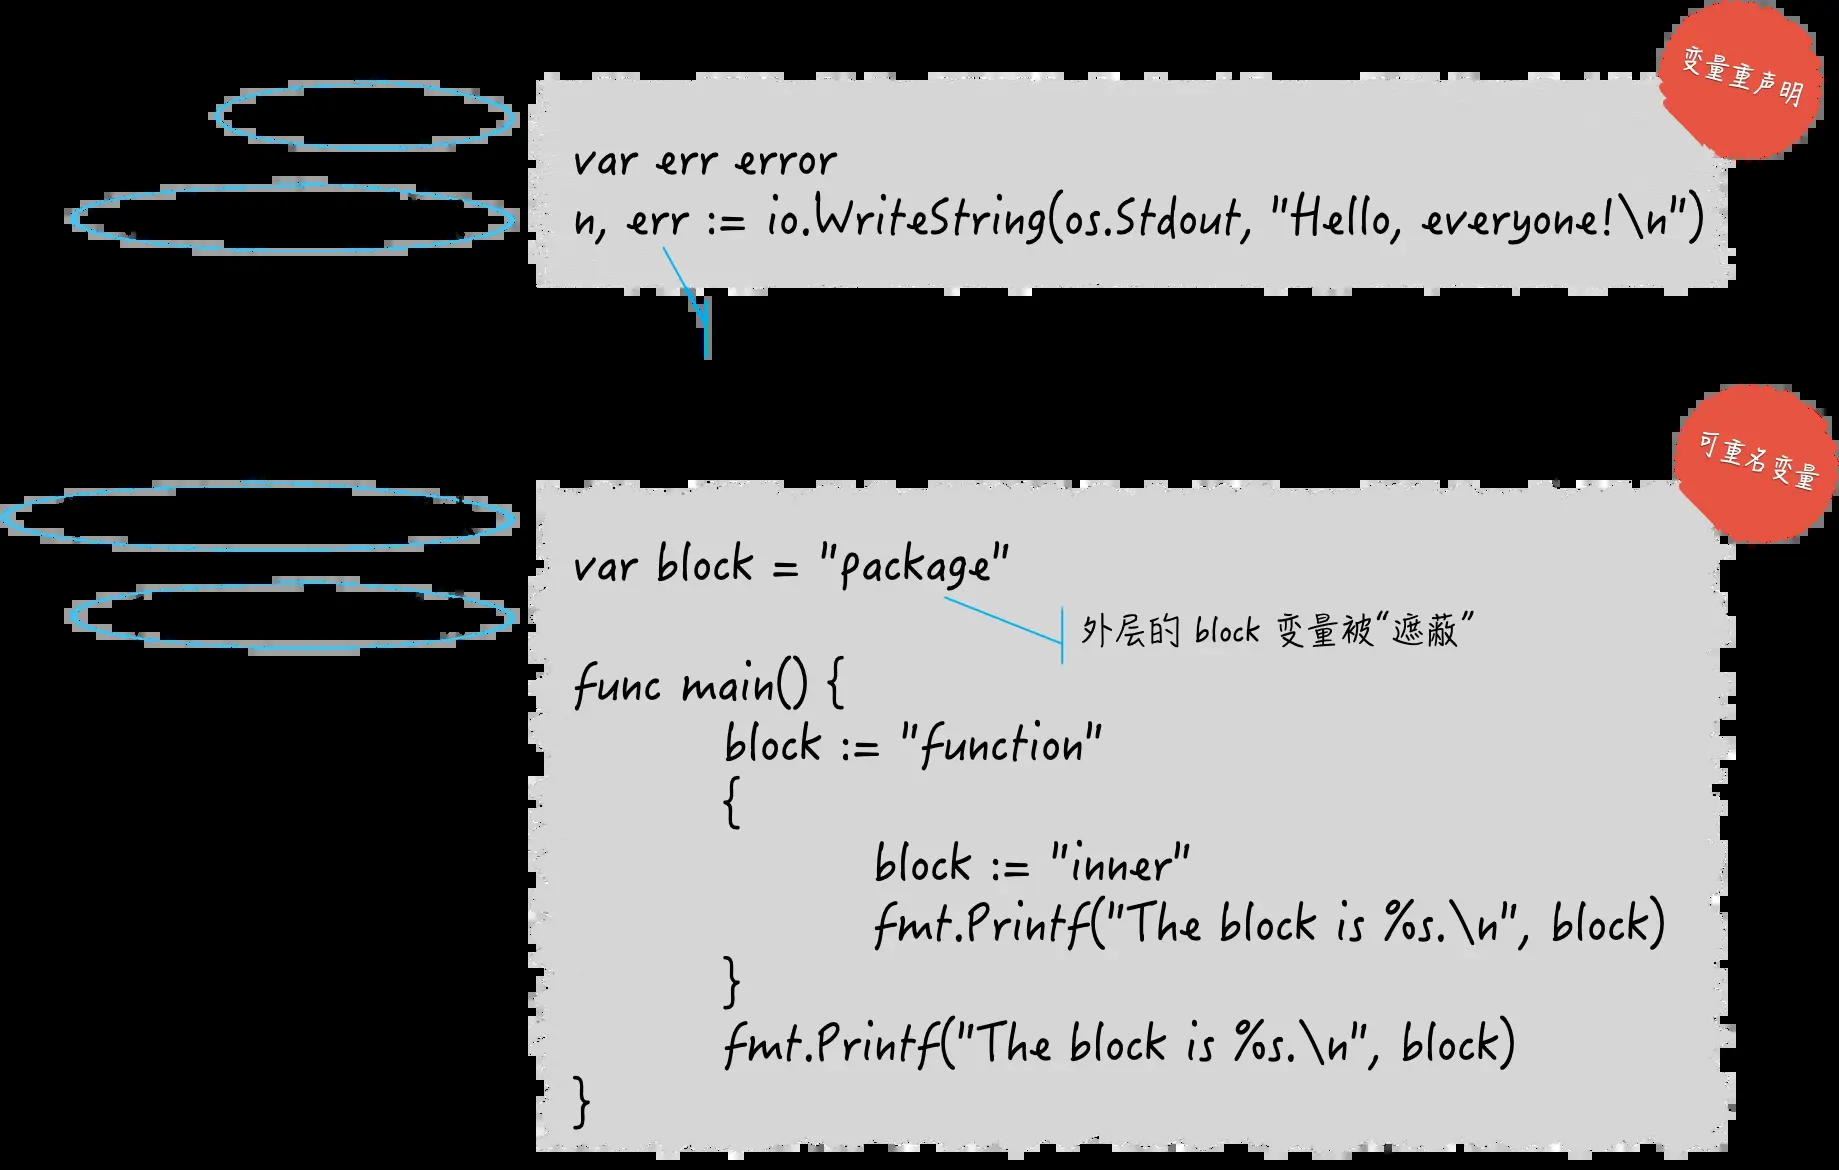 变量重声明
var err error
n, err := io.WriteString(os.Stdout, "Hello, everyone!\n")
可重名变量
var block = "package"
外层的 block 变量被“遮蔽”
func main() {
block := "function"
{
block := "inner"
fmt.Printf("The block is %s.\n", block)
}
fmt.Printf("The block is %s.\n", block)
}